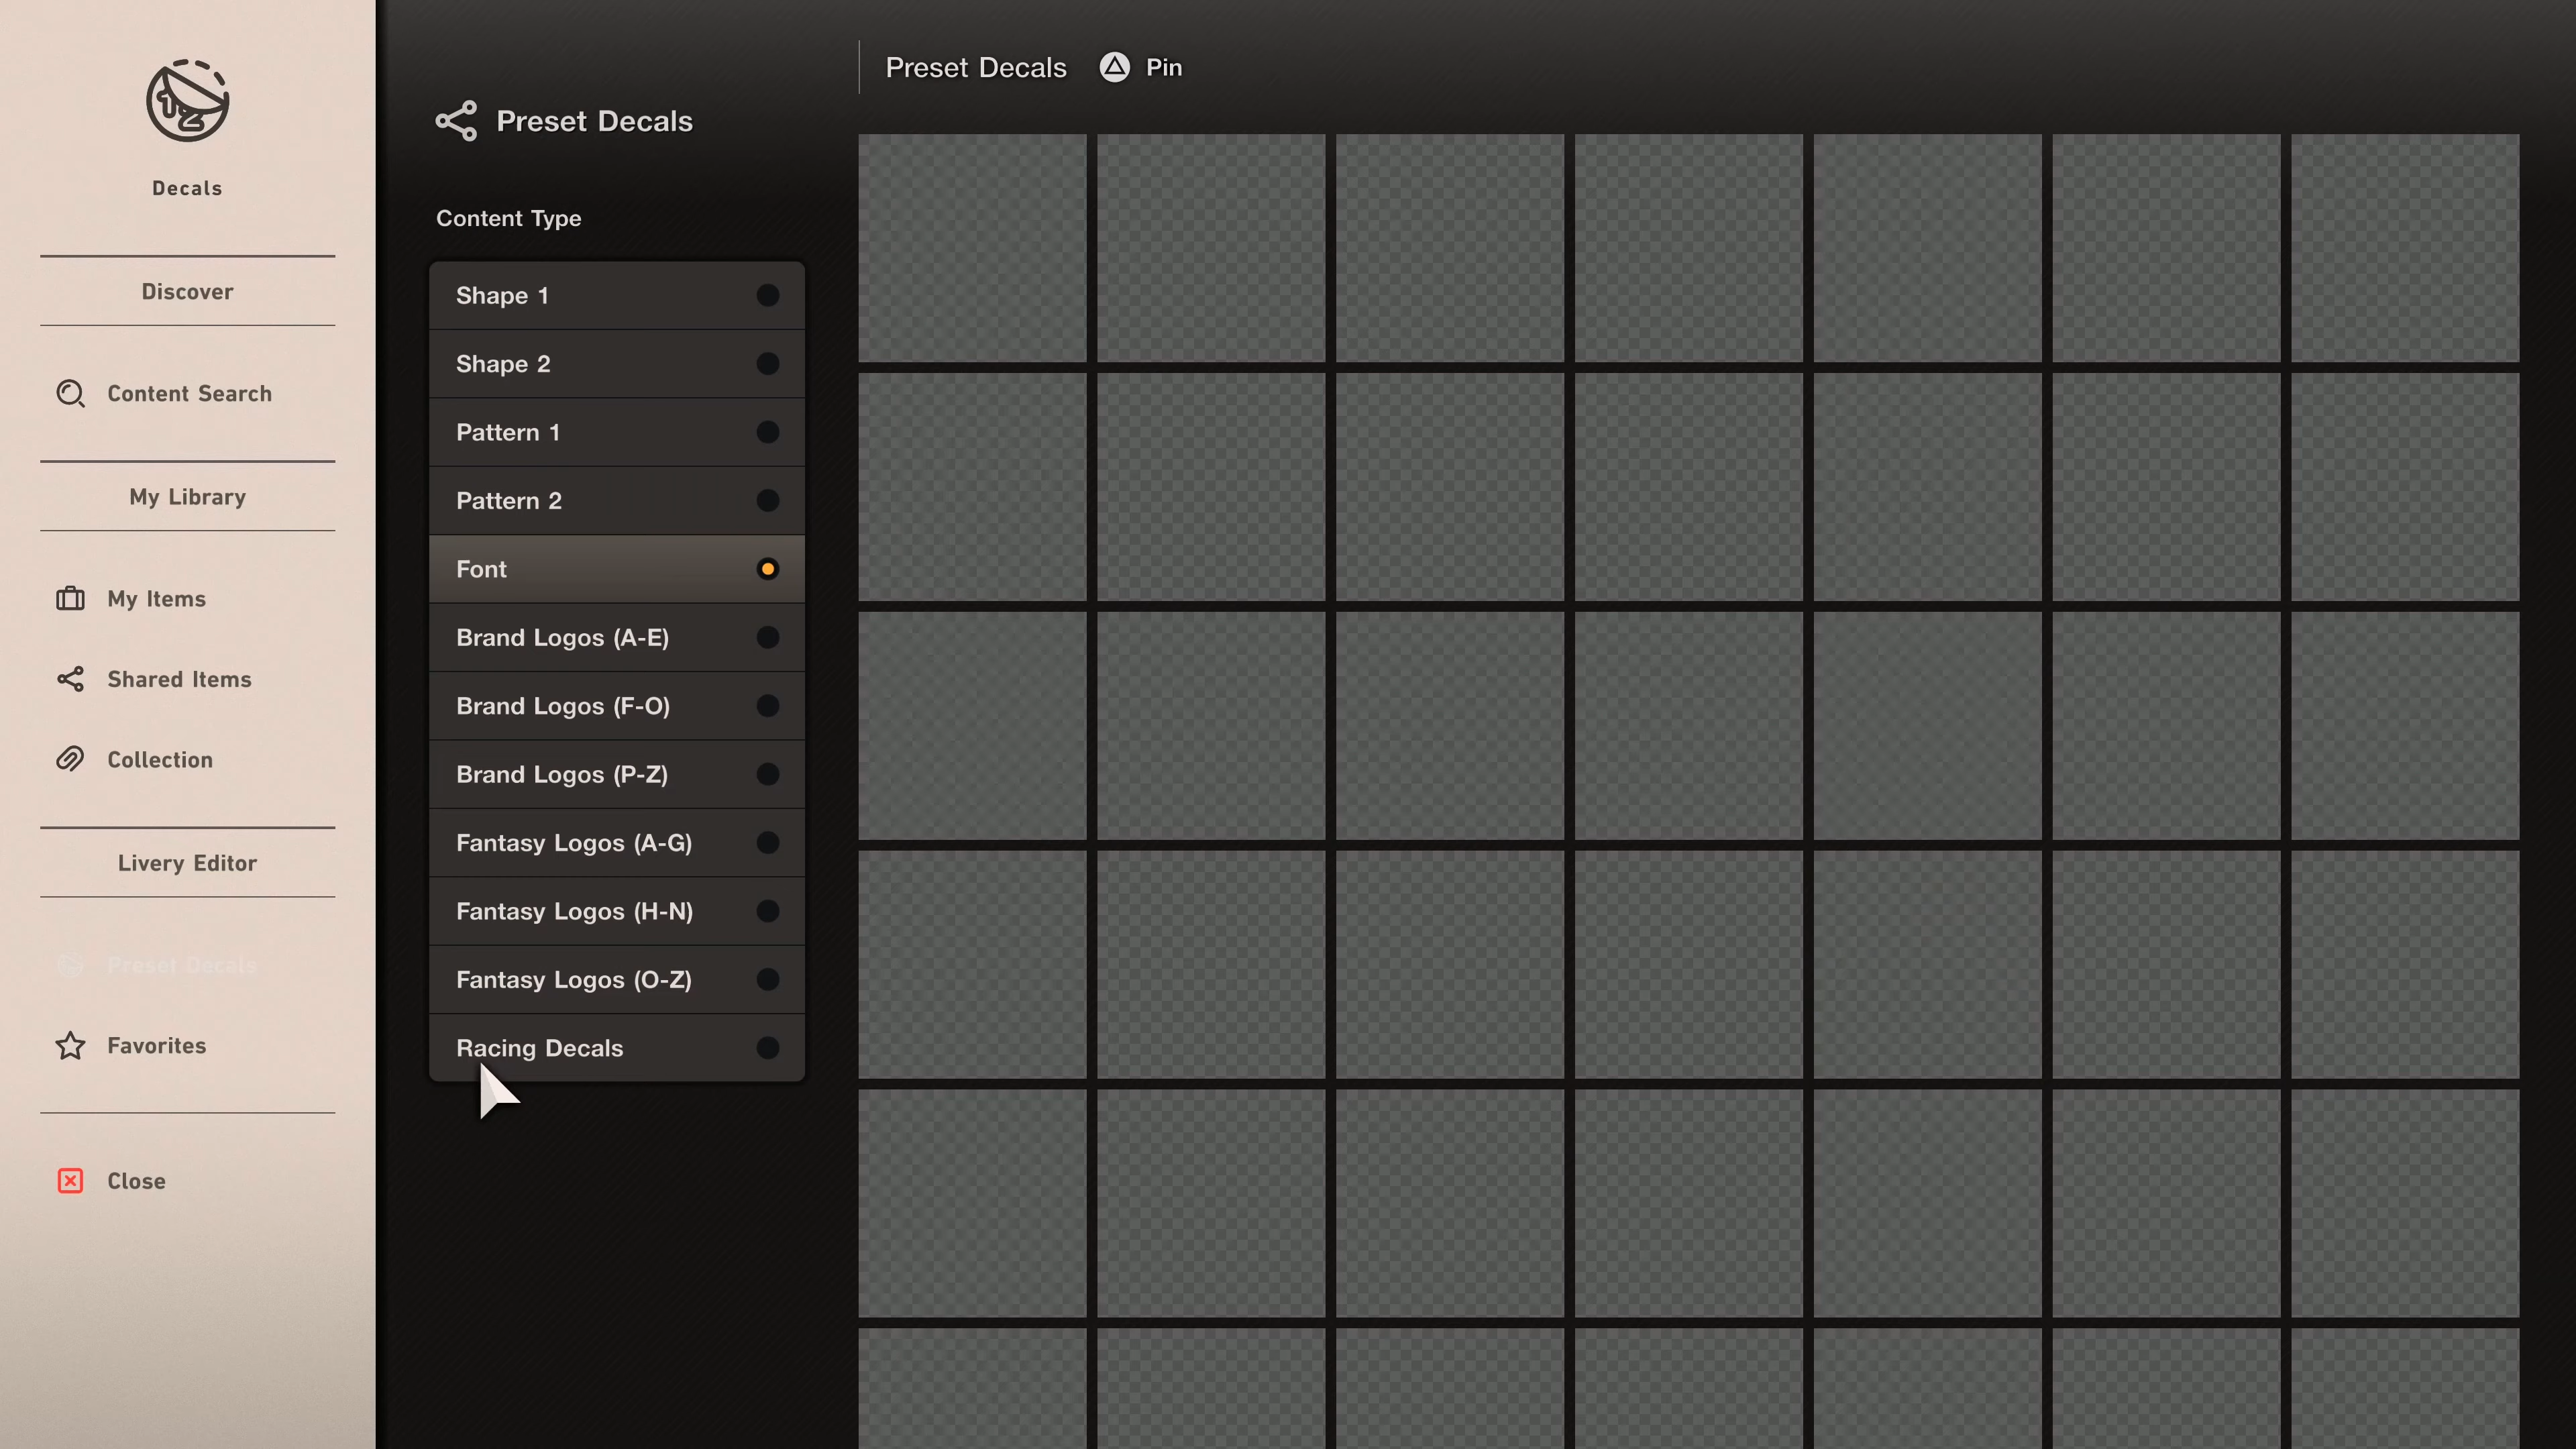 Decals
Discover
Content Search
My Library
My Items
Shared Items
Collection
Livery Editor
Preset Decals
Favorites
Close
Preset Decals
Content Type
Shape 1
Shape 2
Pattern 1
Pattern 2
Font
Brand Logos (A-E)
Brand Logos (F-O)
Brand Logos (P-Z)
Fantasy Logos (A-G)
Fantasy Logos (H-N)
Fantasy Logos (O-Z)
Racing Decals
Preset Decals Pin